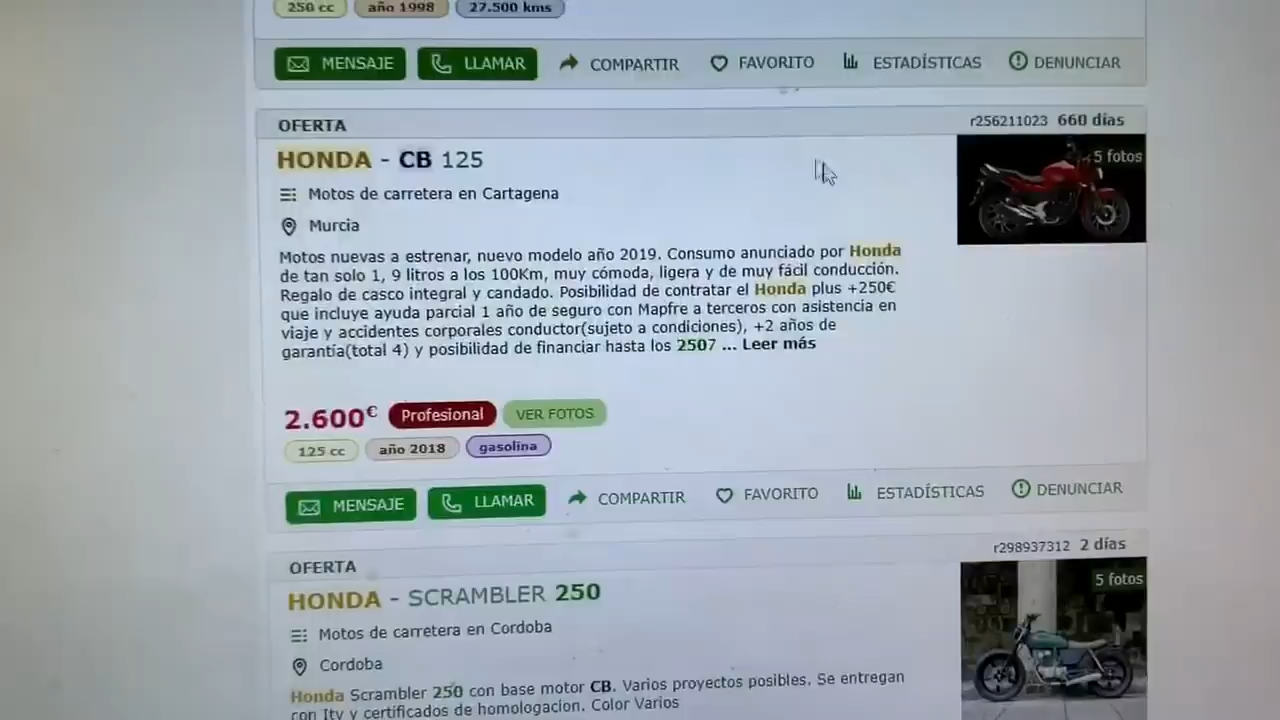 250 cc año 1998 27.500 kms
MENSAJE LLAMAR COMPARTIR FAVORITO ESTADÍSTICAS DENUNCIAR
OFERTA r256211023 660 días
HONDA - CB 125 5 fotos
Motos de carretera en Cartagena
Murcia
Motos nuevas a estrenar, nuevo modelo año 2019. Consumo anunciado por Honda
de tan solo 1, 9 litros a los 100Km, muy cómoda, ligera y de muy fácil conducción.
Regalo de casco integral y candado. Posibilidad de contratar el Honda plus +250€
que incluye ayuda parcial 1 año de seguro con Mapfre a terceros con asistencia en
viaje y accidentes corporales conductor(sujeto a condiciones), +2 años de
garantía(total 4) y posibilidad de financiar hasta los 2507 ... Leer más
2.600€ Profesional VER FOTOS
125 cc año 2018 gasolina
MENSAJE LLAMAR COMPARTIR FAVORITO ESTADÍSTICAS DENUNCIAR
OFERTA r298937312 2 días
HONDA - SCRAMBLER 250 5 fotos
Motos de carretera en Cordoba
Cordoba
Honda Scrambler 250 con base motor CB. Varios proyectos posibles. Se entregan
con Itv y certificados de homologacion. Color Varios